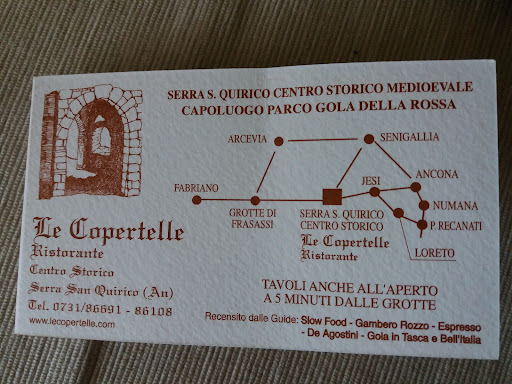 SERRA S. QUIRICO CENTRO STORICO MEDIOEVALE
CAPOLUOGO PARCO GOLA DELLA ROSSA
ARCEVIA
SENIGALLIA
FABRIANO
JESI
ANCONA
GROTTE DI
FRASASSI
SERRA S. QUIRICO
CENTRO STORICO
Le Copertelle
Ristorante
NUMANA
P. RECANATI
LORETO
Le Copertelle
Ristorante
Centro Storico
Serra San Quirico (An)
Tel. 0731/86691 - 86108
www.lecopertelle.com
TAVOLI ANCHE ALL'APERTO
A 5 MINUTI DALLE GROTTE
Recensito dalle Guide: Slow Food - Gambero Rozzo - Espresso
- De Agostini - Gola in Tasca e Bell'Italia